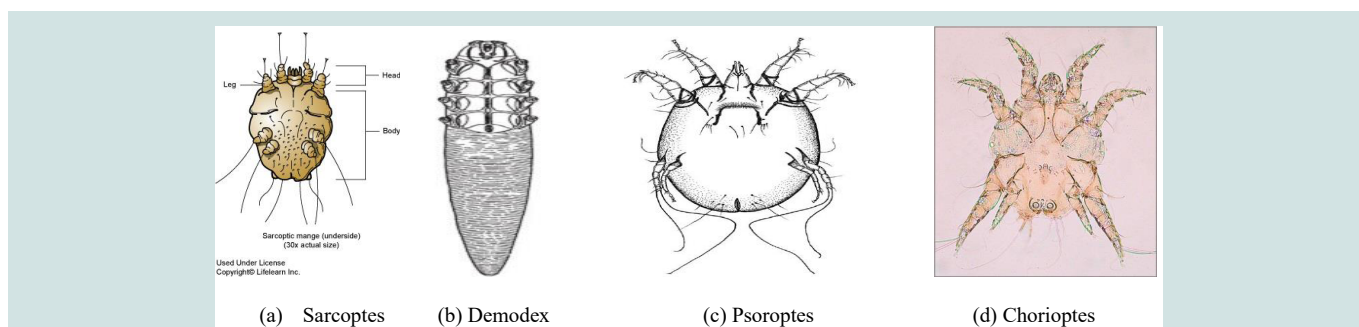 Leg
Head
Body
Sarcoptic mange (underside)
(30x actual size)
Used Under License
Copyright© Lifelearn Inc.
(a) Sarcoptes (b) Demodex (c) Psoroptes (d) Chorioptes